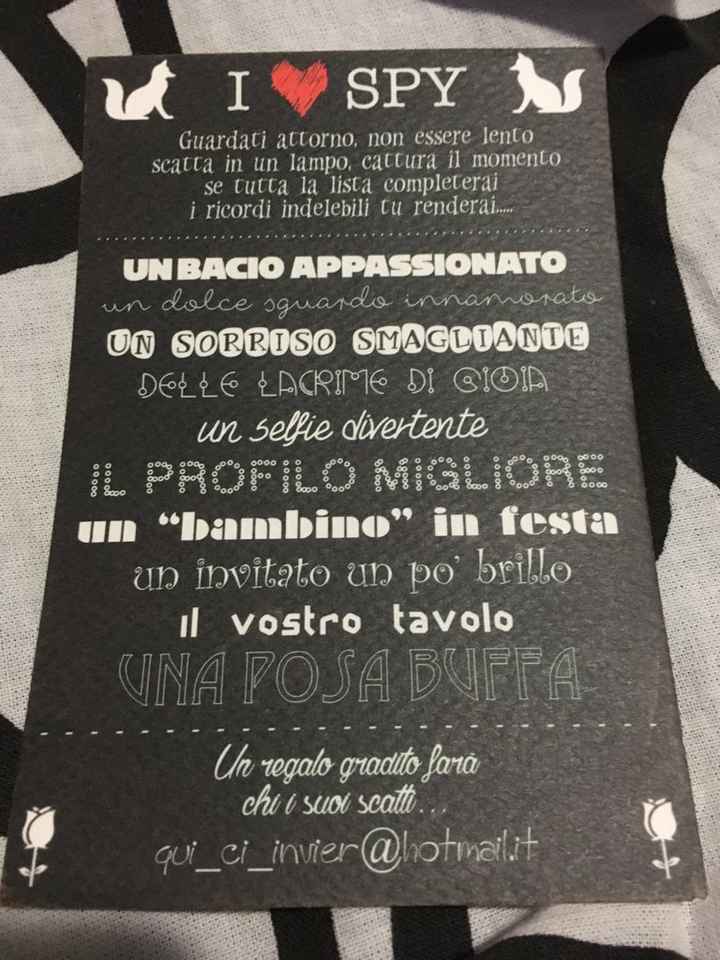 I SPY
Guardati attorno, non essere lento
scatta in un lampo, cattura il momento
se tutta la lista completerai
i ricordi indelebili tu renderai.....
UN BACIO APPASSIONATO
un dolce sguardo innamorato
UN SORRISO SMAGLIANTE
DELLE LACRIME DI GIOIA
un selfie divertente
IL PROFILO MIGLIORE
un “bambino” in festa
un invitato un po’ brillo
il vostro tavolo
UNA POSA BUFFA
Un regalo gradito farà
chi i suoi scatti...
qui_ci_invier@hotmail.it